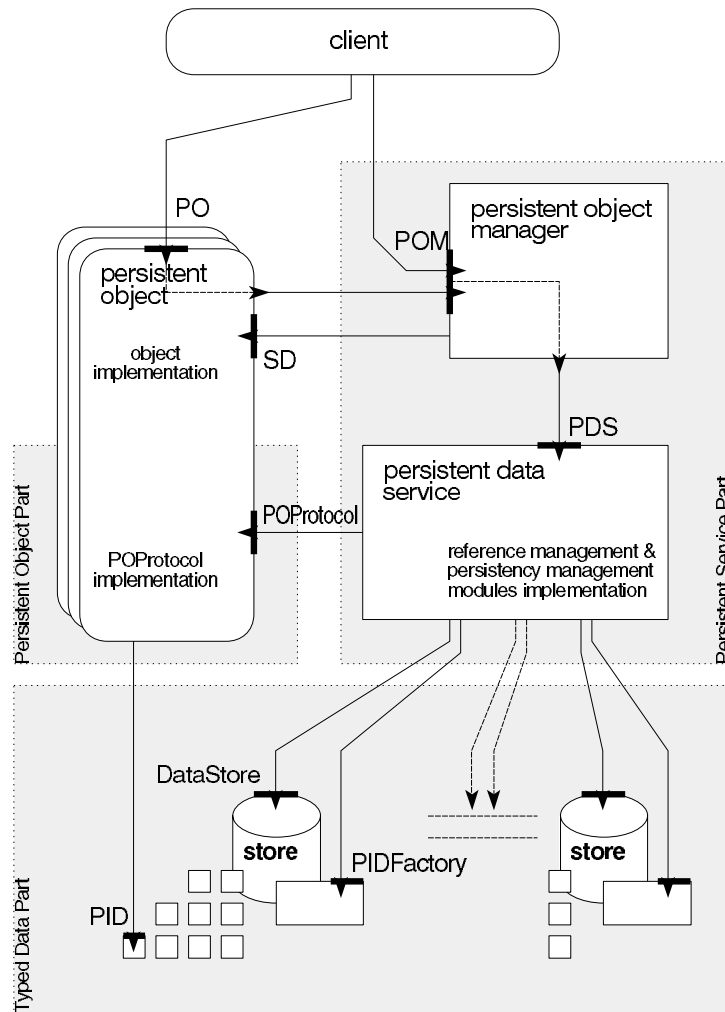 client
PO
persistent object
manager
POM
persistent
object
object
implementation
SD
PDS
persistent data
service
POProtocol
reference management &
persistency management
modules implementation
POProtocol
implementation
Persistent Object Part
Persistent Service Part
DataStore
store
store
PIDFactory
PID
Typed Data Part